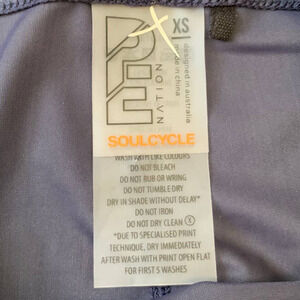 PE
NATION
XS
designed in australia
made in china
SOULCYCLE
WASH WITH LIKE COLOURS
DO NOT BLEACH
DO NOT RUB OR WRING
DO NOT TUMBLE DRY
DRY IN SHADE WITHOUT DELAY*
DO NOT IRON
DO NOT DRY CLEAN Ⓧ
*DUE TO SPECIALISED PRINT
TECHNIQUE, DRY IMMEDIATELY
AFTER WASH WITH PRINT OPEN FLAT
FOR FIRST 5 WASHES